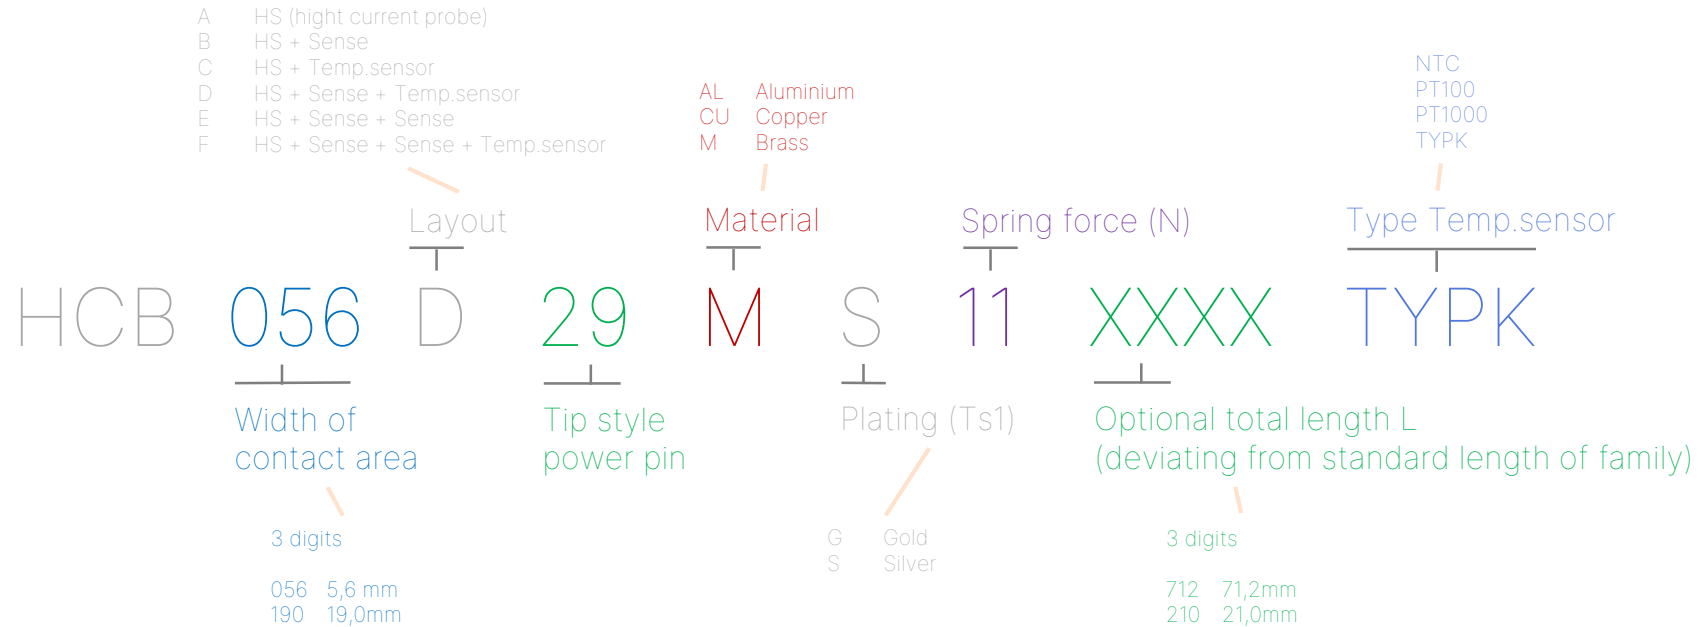 A HS (hight current probe)
B HS + Sense
C HS + Temp.sensor
D HS + Sense + Temp.sensor
E HS + Sense + Sense
F HS + Sense + Sense + Temp.sensor
AL Aluminium
CU Copper
M Brass
NTC
PT100
PT1000
TYPK
Layout
Material
Spring force (N)
Type Temp.sensor
HCB 056 D 29 M S 11 XXXX TYPK
Width of
contact area
Tip style
power pin
Plating (Ts1)
Optional total length L
(deviating from standard length of family)
3 digits
056 5,6 mm
190 19,0mm
G Gold
S Silver
3 digits
712 71,2mm
210 21,0mm